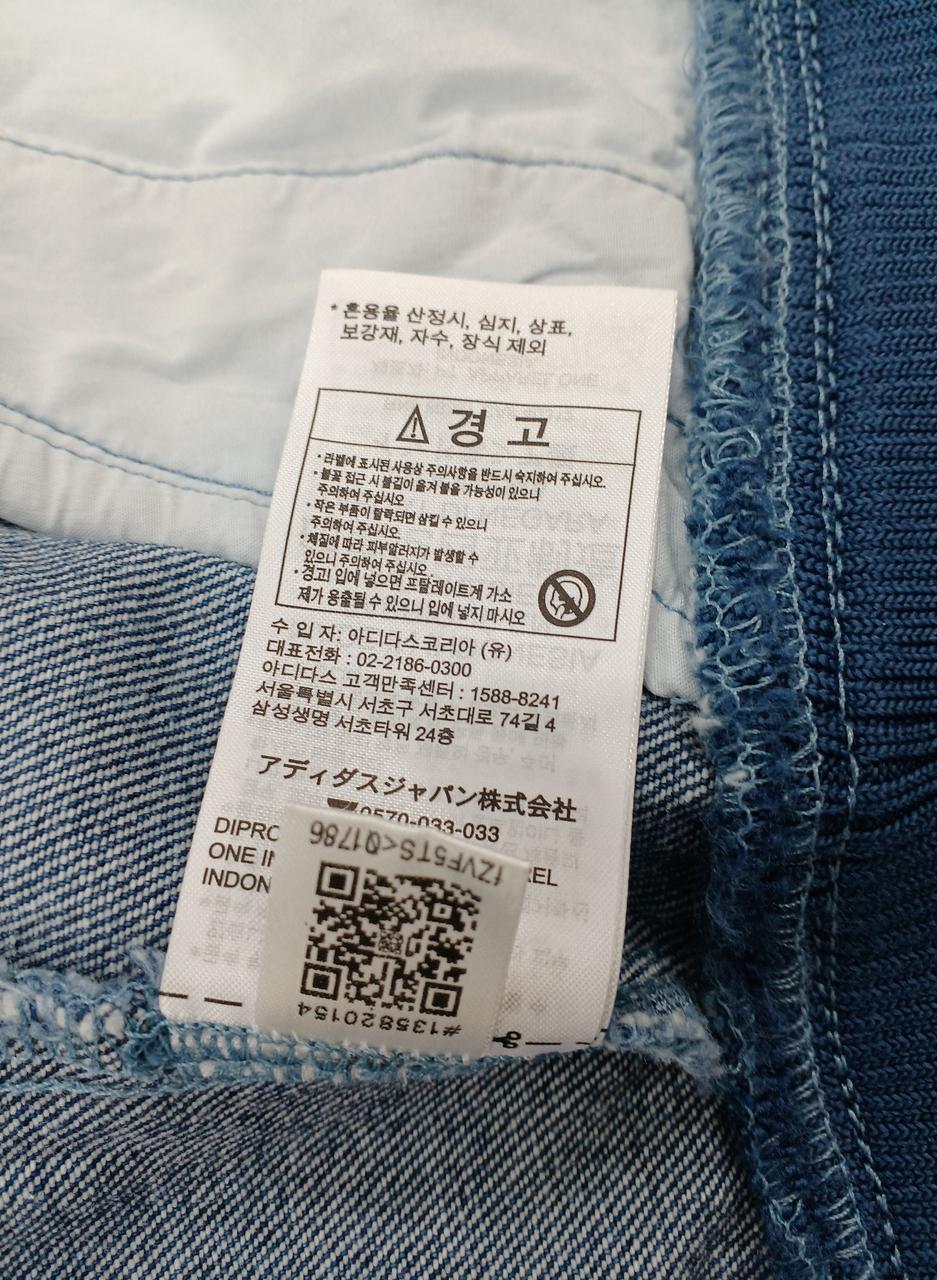 * 혼용율 산정시, 심지, 상표,
보강재, 자수, 장식 제외
경 고
• 라벨에 표시된 사용상 주의사항을 반드시 숙지하여 주십시오.
• 불꽃 접근 시 불길이 옮겨 붙을 가능성이 있으니
주의하여 주십시오
• 작은 부품이 탈락되면 삼킬 수 있으니
주의하여 주십시오.
• 체질에 따라 피부알러지가 발생할 수
있으니 주의하여 주십시오.
• 경고! 입에 넣으면 프탈레이트계 가소
제가 용출될 수 있으니 입에 넣지 마시오
수 입 자: 아디다스코리아 (유)
대표전화 : 02-2186-0300
아디다스 고객만족센터 : 1588-8241
서울특별시 서초구 서초대로 74길 4
삼성생명 서초타워 24층
アディダスジャパン株式会社
0570-033-033
DIPRO
ONE IN
INDON
REL
1ZVF5TS<Q1786
#135820154